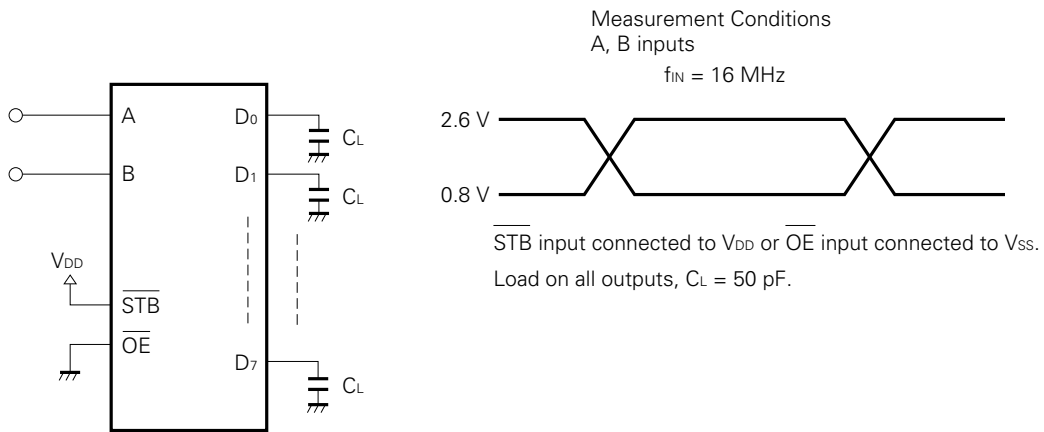 Measurement Conditions
A, B inputs
fIN = 16 MHz
A
B
VDD
STB
OE
D0
CL
D1
CL
D7
CL
2.6 V
0.8 V
STB input connected to VDD or OE input connected to VSS.
Load on all outputs, CL = 50 pF.